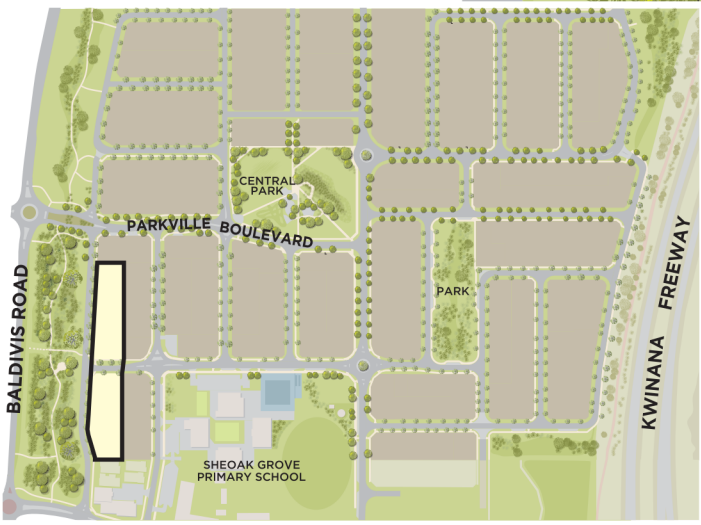 CENTRAL
PARK
PARKVILLE BOULEVARD
PARK
BALDIVIS ROAD
KWINANA FREEWAY
SHEOAK GROVE
PRIMARY SCHOOL